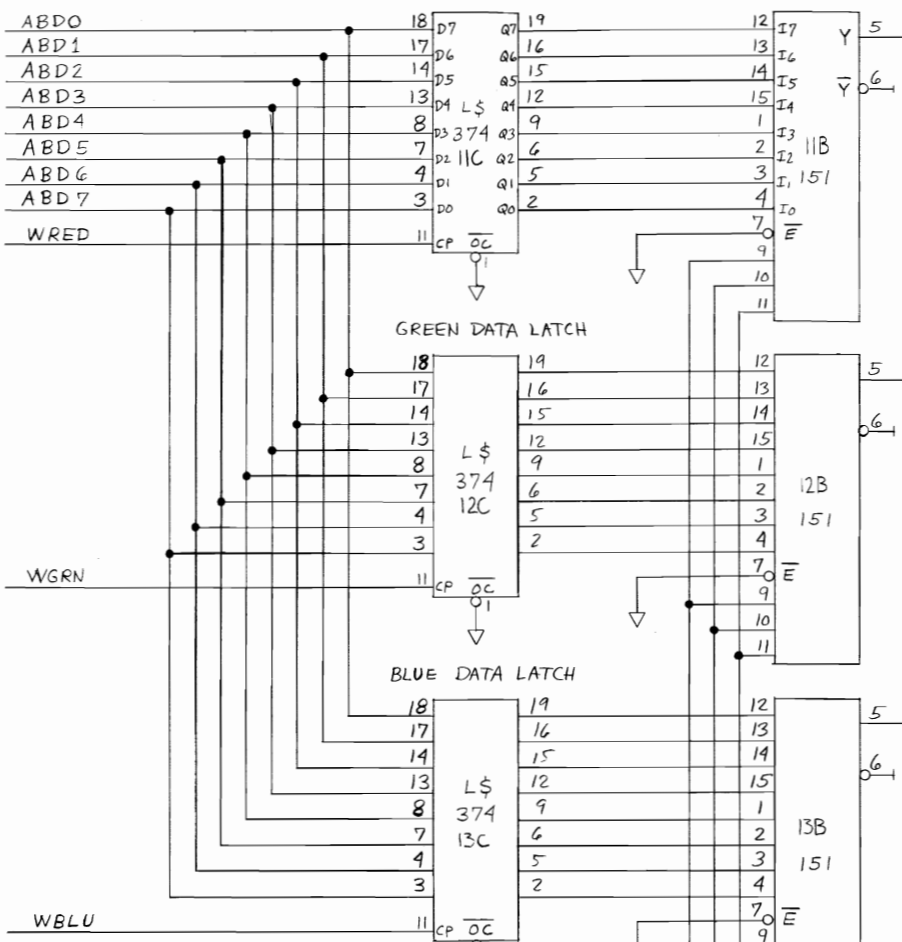 ABD0 18 D7 Q7 19 12 I7 Y 5
ABD1 17 D6 Q6 16 13 I6
ABD2 14 D5 Q5 15 14 I5 Y 6
ABD3 13 D4 L$ Q4 12 15 I4
ABD4 8 D3 374 Q3 9 1 I3
ABD5 7 D2 11C Q2 6 2 I2 11B
ABD6 4 D1 Q1 5 3 I1 151
ABD7 3 D0 Q0 2 4 I0
WRED 11 CP OC 7 E
1 9
10
11
GREEN DATA LATCH
18 19 12 5
17 16 13
14 15 14 6
13 L$ 12 15
8 374 9 1
7 12C 6 2 12B
4 5 3 151
3 2 4
WGRN 11 CP OC 7 E
1 9
10
11
BLUE DATA LATCH
18 19 12 5
17 16 13
14 15 14 6
13 L$ 12 15
8 374 9 1
7 13C 6 2 13B
4 5 3 151
3 2 4
WBLU 11 CP OC 7 E
9